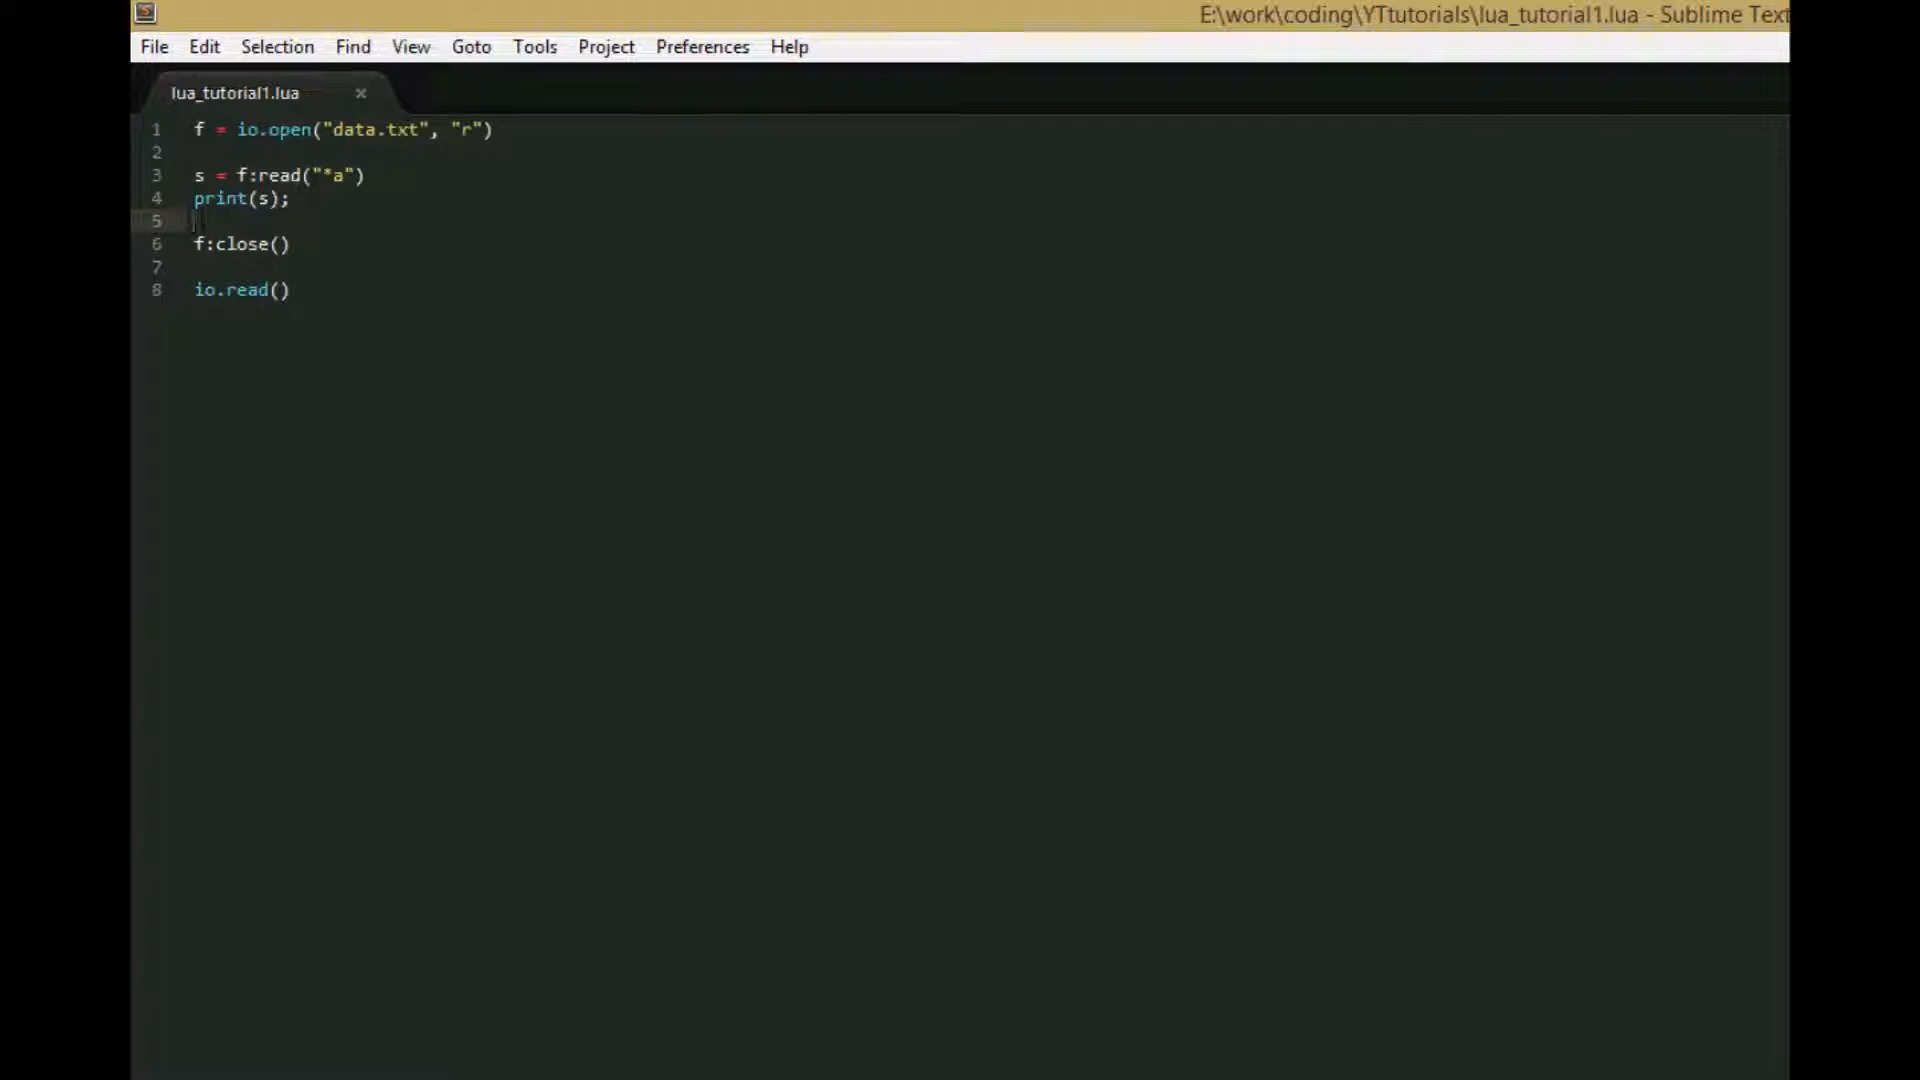 E:\work\coding\YTtutorials\lua_tutorial1.lua - Sublime Text
File Edit Selection Find View Goto Tools Project Preferences Help
lua_tutorial1.lua ×
1 f = io.open("data.txt", "r")
2
3 s = f:read("*a")
4 print(s);
5
6 f:close()
7
8 io.read()